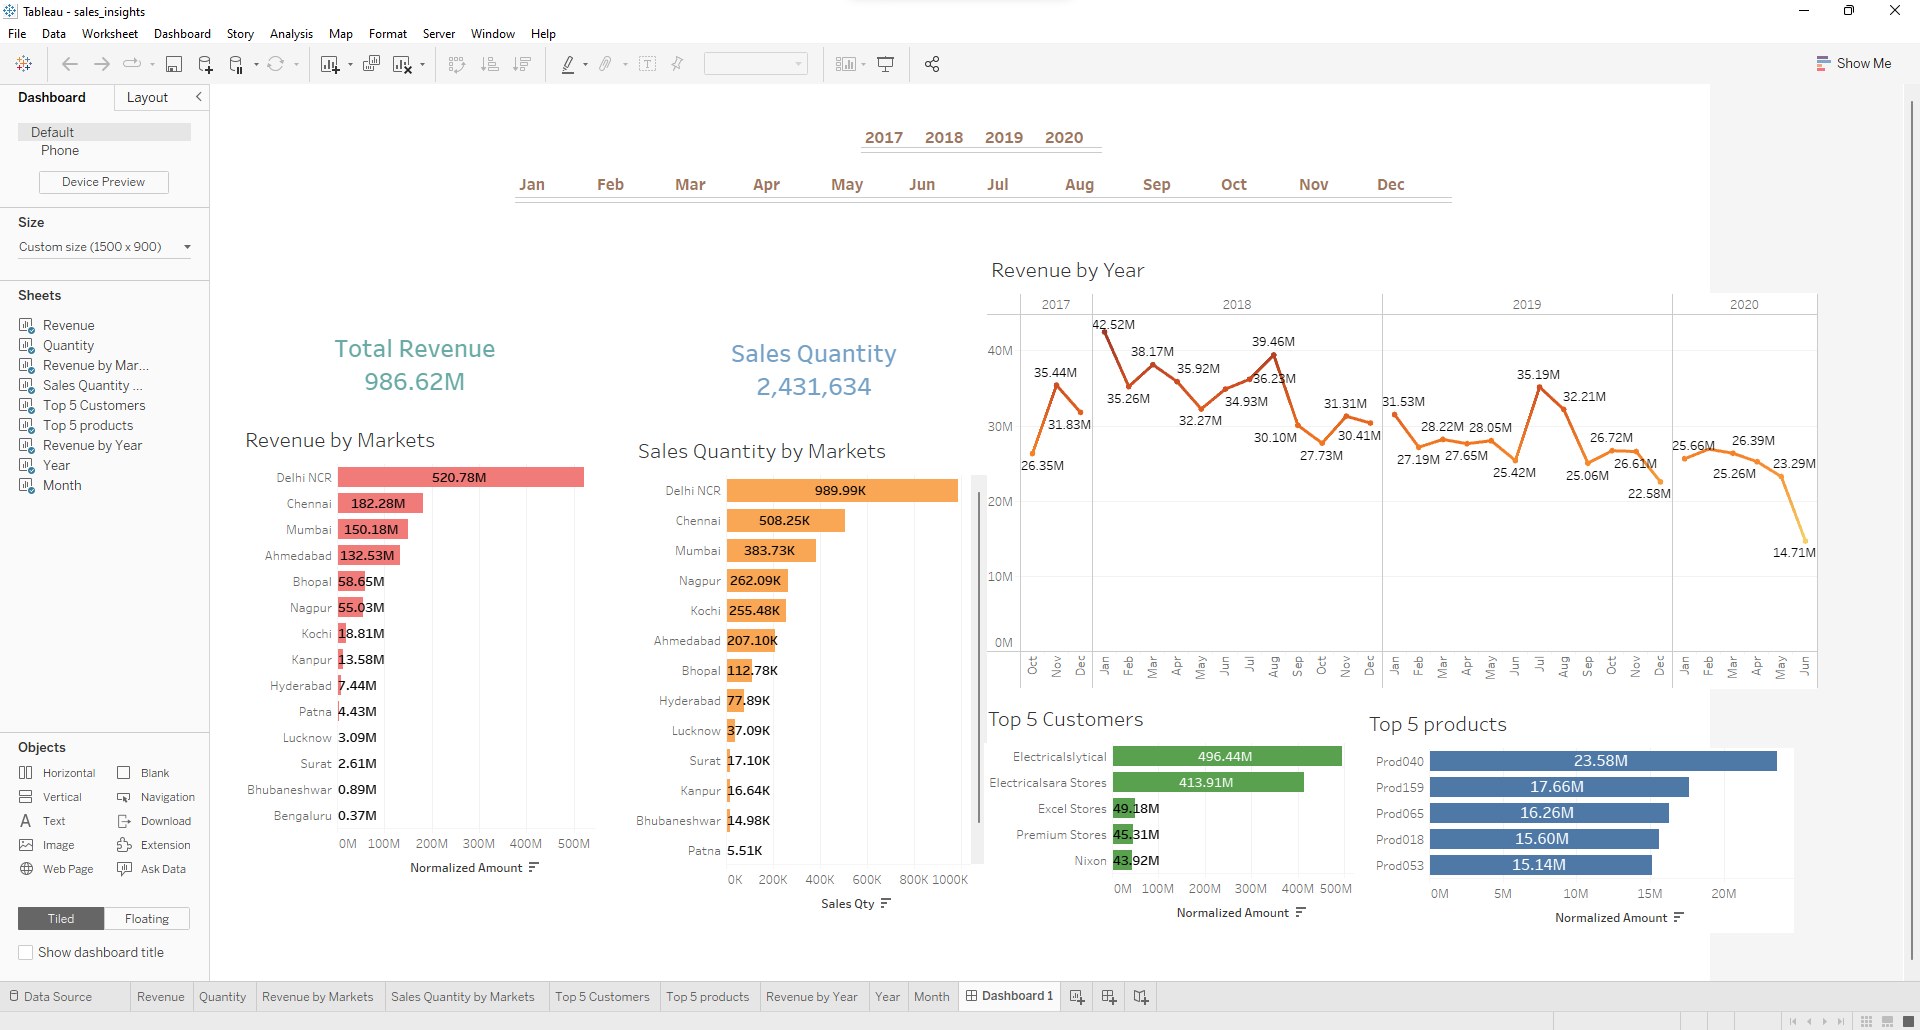 Tableau - sales_insights
File Data Worksheet Dashboard Story Analysis Map Format Server Window Help
Show Me
Dashboard Layout
Default
Phone
Device Preview
Size
Custom size (1500 x 900)
Sheets
Revenue
Quantity
Revenue by Mar...
Sales Quantity ...
Top 5 Customers
Top 5 products
Revenue by Year
Year
Month
Objects
Horizontal Blank
Vertical Navigation
Text Download
Image Extension
Web Page Ask Data
Tiled Floating
Show dashboard title
2017 2018 2019 2020
Jan Feb Mar Apr May Jun Jul Aug Sep Oct Nov Dec
Total Revenue
986.62M
Sales Quantity
2,431,634
Revenue by Markets
Delhi NCR 520.78M
Chennai 182.28M
Mumbai 150.18M
Ahmedabad 132.53M
Bhopal 58.65M
Nagpur 55.03M
Kochi 18.81M
Kanpur 13.58M
Hyderabad 7.44M
Patna 4.43M
Lucknow 3.09M
Surat 2.61M
Bhubaneshwar 0.89M
Bengaluru 0.37M
0M 100M 200M 300M 400M 500M
Normalized Amount
Sales Quantity by Markets
Delhi NCR 989.99K
Chennai 508.25K
Mumbai 383.73K
Nagpur 262.09K
Kochi 255.48K
Ahmedabad 207.10K
Bhopal 112.78K
Hyderabad 77.89K
Lucknow 37.09K
Surat 17.10K
Kanpur 16.64K
Bhubaneshwar 14.98K
Patna 5.51K
0K 200K 400K 600K 800K 1000K
Sales Qty
Revenue by Year
2017 2018 2019 2020
40M
30M
20M
10M
0M
26.35M 35.44M 31.83M
42.52M 35.26M 38.17M 35.92M 32.27M 34.93M 36.23M 39.46M 30.10M 27.73M 31.31M 30.41M
31.53M 27.19M 28.22M 27.65M 28.05M 25.42M 35.19M 32.21M 25.06M 26.72M 26.61M 22.58M
25.66M 26.39M 25.26M 23.29M 14.71M
Oct Nov Dec Jan Feb Mar Apr May Jun Jul Aug Sep Oct Nov Dec Jan Feb Mar Apr May Jun Jul Aug Sep Oct Nov Dec Jan Feb Mar Apr May Jun
Top 5 Customers
Electricalslytical 496.44M
Electricalsara Stores 413.91M
Excel Stores 49.18M
Premium Stores 45.31M
Nixon 43.92M
0M 100M 200M 300M 400M 500M
Normalized Amount
Top 5 products
Prod040 23.58M
Prod159 17.66M
Prod065 16.26M
Prod018 15.60M
Prod053 15.14M
0M 5M 10M 15M 20M
Normalized Amount
Data Source Revenue Quantity Revenue by Markets Sales Quantity by Markets Top 5 Customers Top 5 products Revenue by Year Year Month Dashboard 1